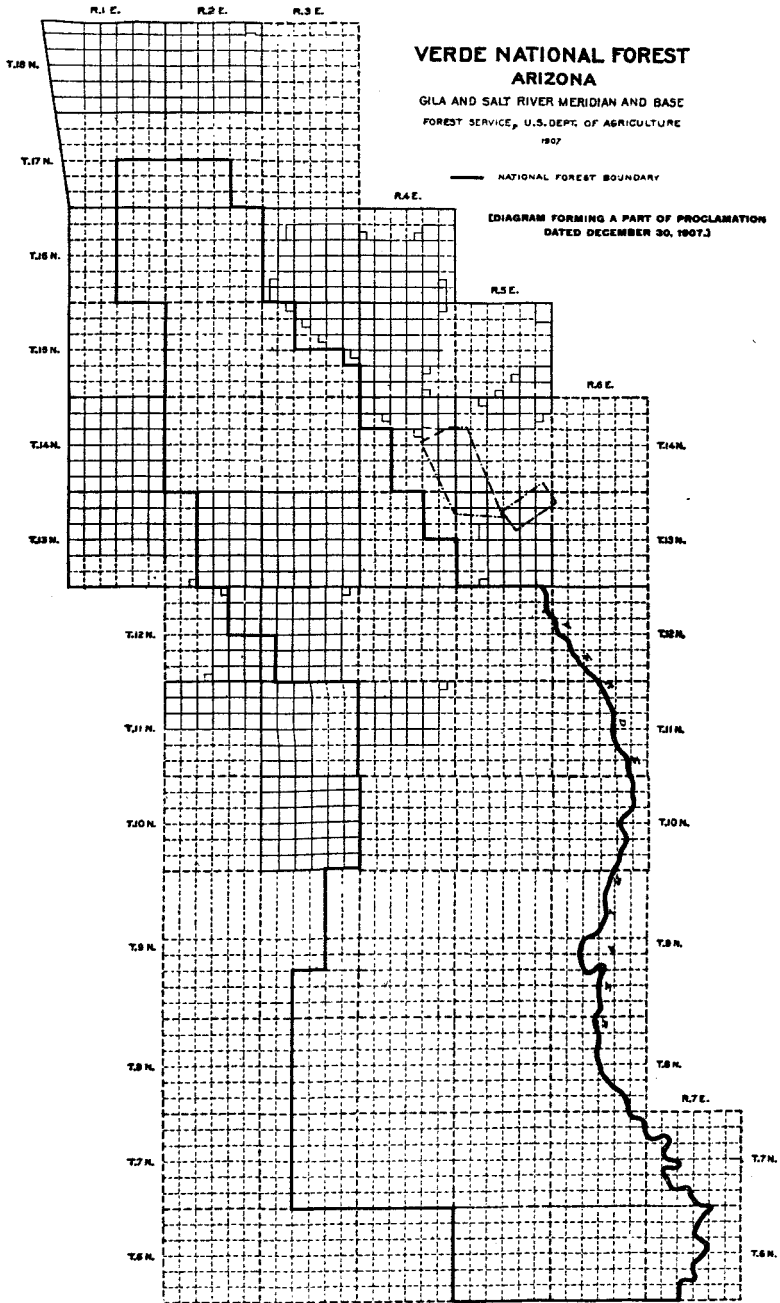 R.1 E. R.2 E. R.3 E.
VERDE NATIONAL FOREST
ARIZONA
GILA AND SALT RIVER MERIDIAN AND BASE
FOREST SERVICE, U.S. DEPT. OF AGRICULTURE
1907
NATIONAL FOREST BOUNDARY
[DIAGRAM FORMING A PART OF PROCLAMATION
DATED DECEMBER 30, 1907.]
T.18 N.
T.17 N.
R.4 E.
T.16 N.
R.5 E.
T.15 N.
R.6 E.
T.14 N. T.14 N.
T.13 N. T.13 N.
T.12 N. T.12 N.
VERDE
T.11 N. T.11 N.
T.10 N. T.10 N.
RIVER
T.9 N. T.9 N.
T.8 N. T.8 N.
R.7 E.
T.7 N. T.7 N.
T.6 N. T.6 N.